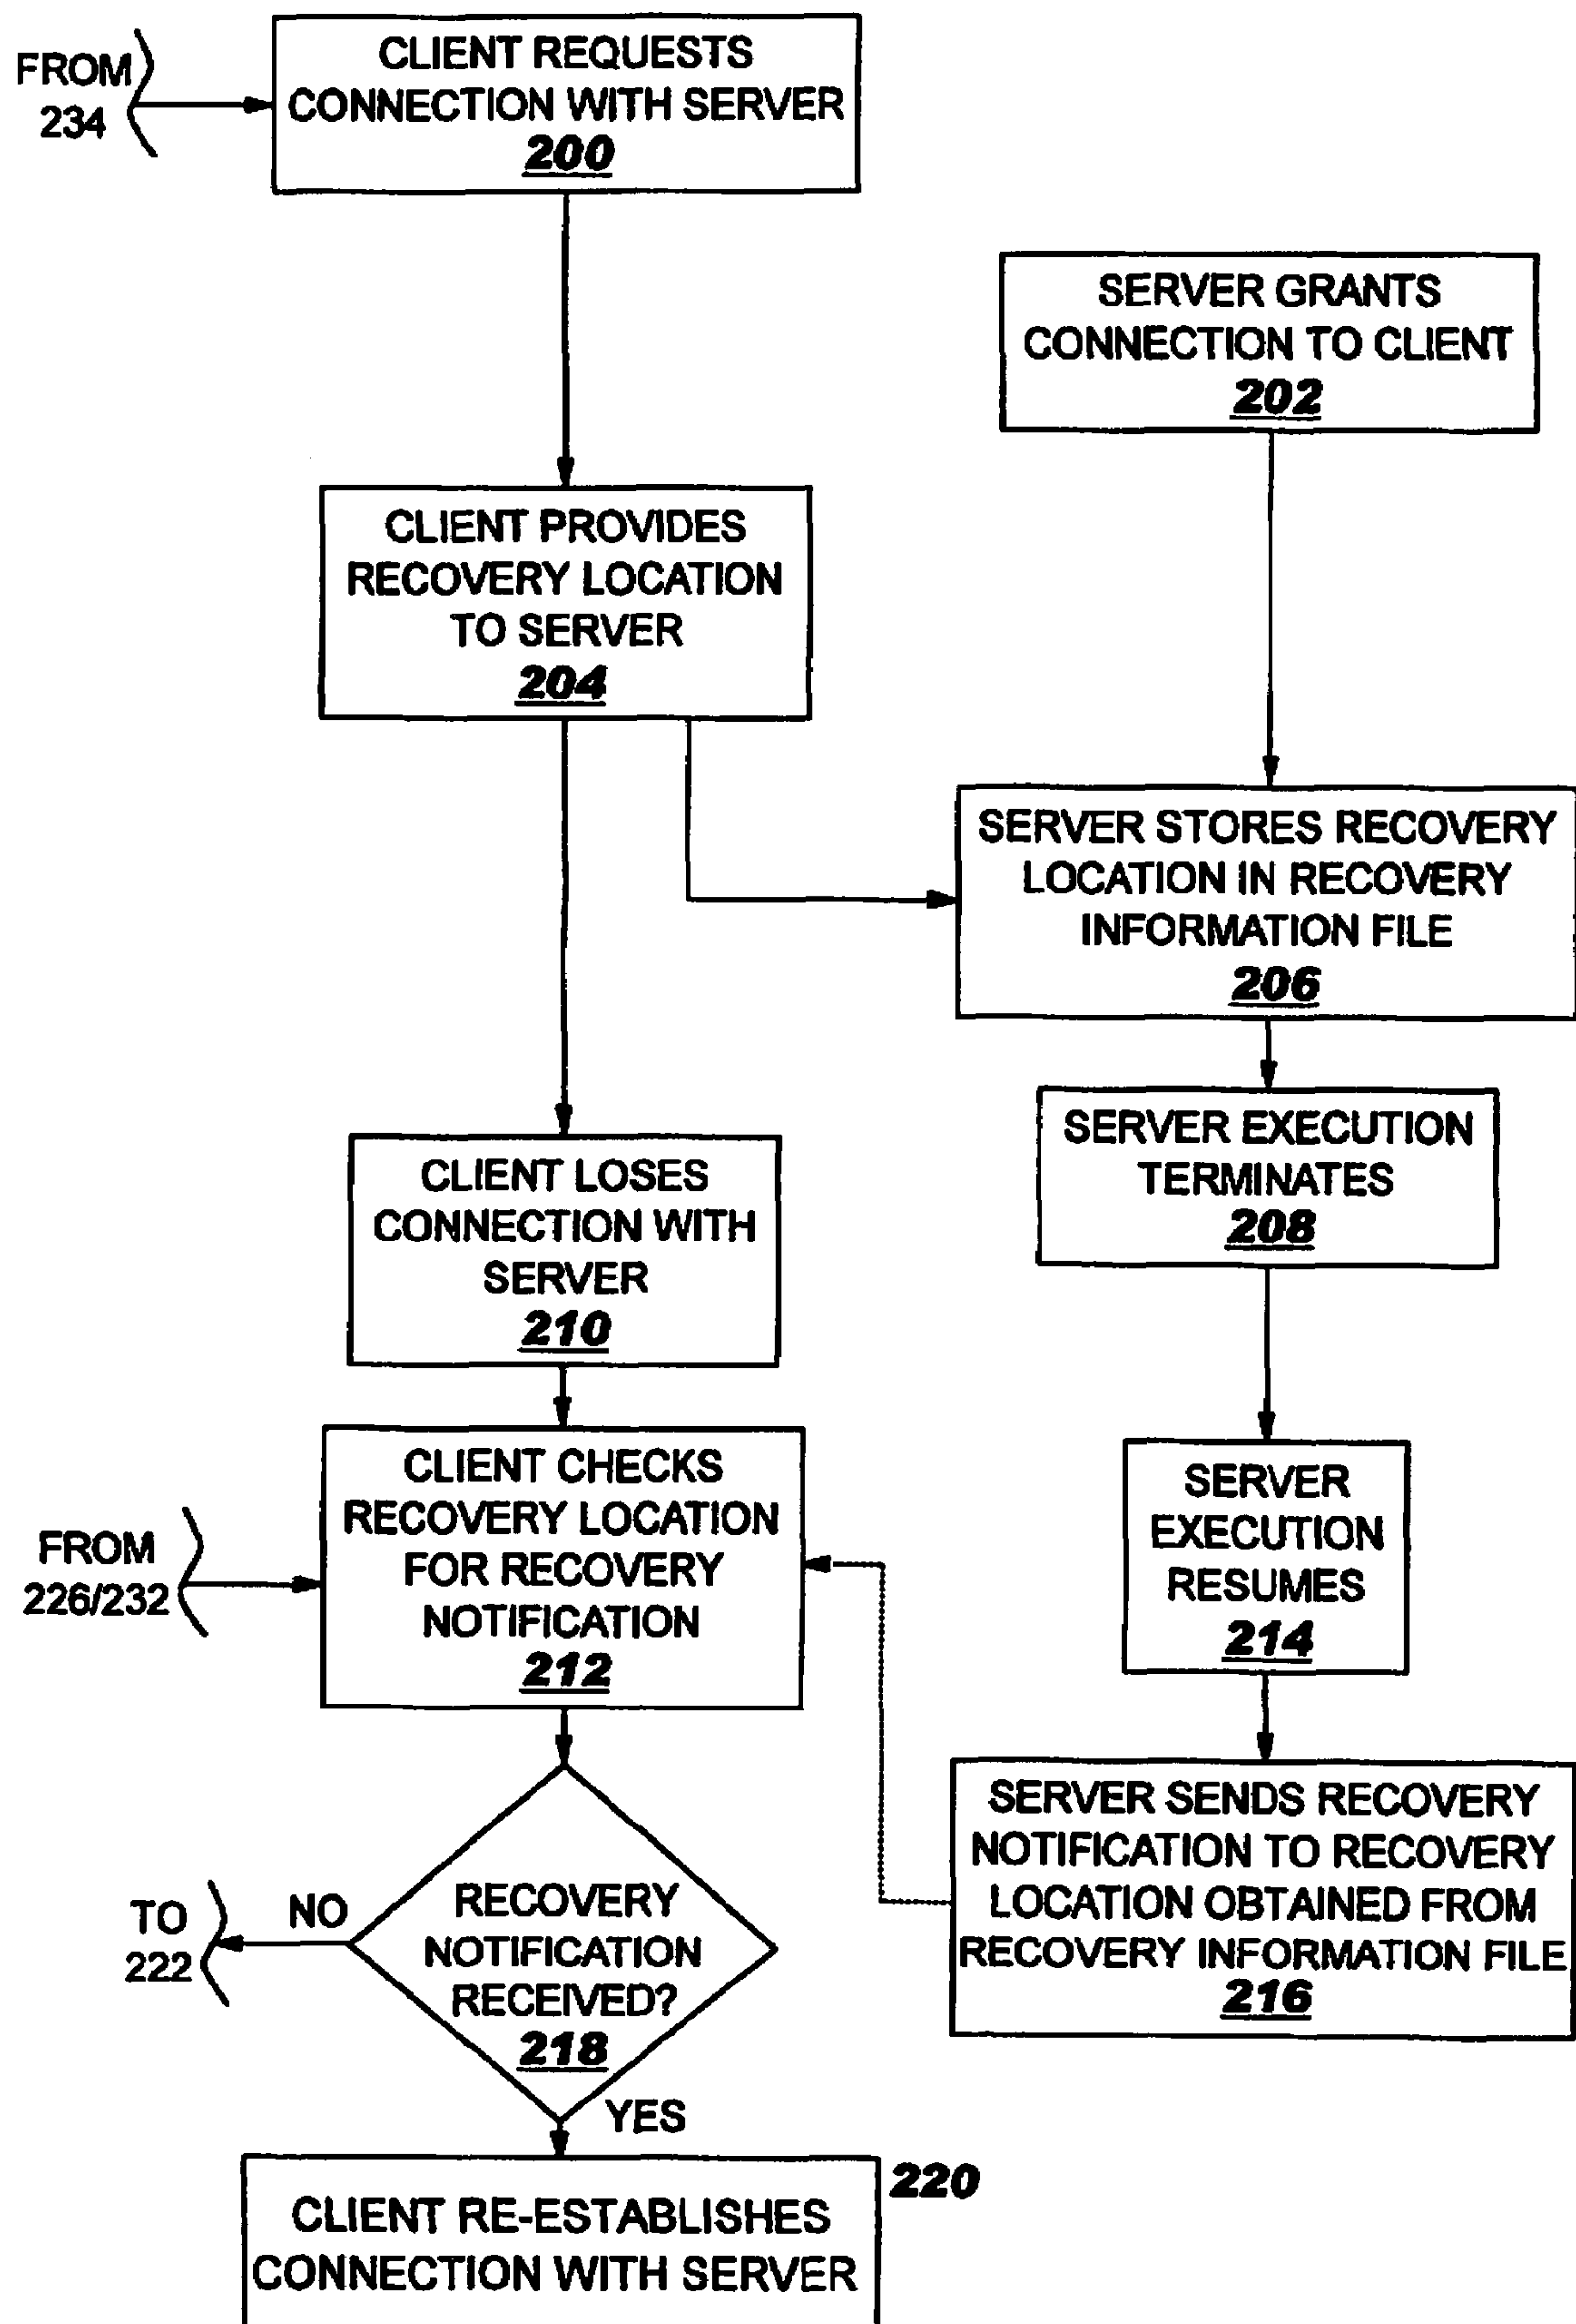 FROM
234
CLIENT REQUESTS
CONNECTION WITH SERVER
200
SERVER GRANTS
CONNECTION TO CLIENT
202
CLIENT PROVIDES
RECOVERY LOCATION
TO SERVER
204
SERVER STORES RECOVERY
LOCATION IN RECOVERY
INFORMATION FILE
206
SERVER EXECUTION
TERMINATES
208
CLIENT LOSES
CONNECTION WITH
SERVER
210
CLIENT CHECKS
RECOVERY LOCATION
FOR RECOVERY
NOTIFICATION
212
FROM
226/232
SERVER
EXECUTION
RESUMES
214
SERVER SENDS RECOVERY
NOTIFICATION TO RECOVERY
LOCATION OBTAINED FROM
RECOVERY INFORMATION FILE
216
RECOVERY
NOTIFICATION
RECEIVED?
218
NO
TO
222
YES
220
CLIENT RE-ESTABLISHES
CONNECTION WITH SERVER